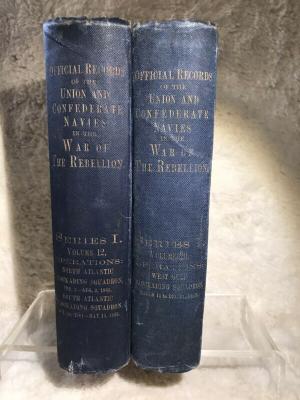 OFFICIAL RECORDS
OF THE
UNION AND
CONFEDERATE
NAVIES
IN THE
WAR OF
THE REBELLION.
SERIES I.
VOLUME 12,
OPERATIONS:
NORTH ATLANTIC
BLOCKADING SQUADRON,
SOUTH ATLANTIC
BLOCKADING SQUADRON,
OFFICIAL RECORDS
OF THE
UNION AND
CONFEDERATE
NAVIES
IN THE
WAR OF
THE REBELLION.
SERIES I.
OPERATIONS:
WEST GULF
BLOCKADING SQUADRON,